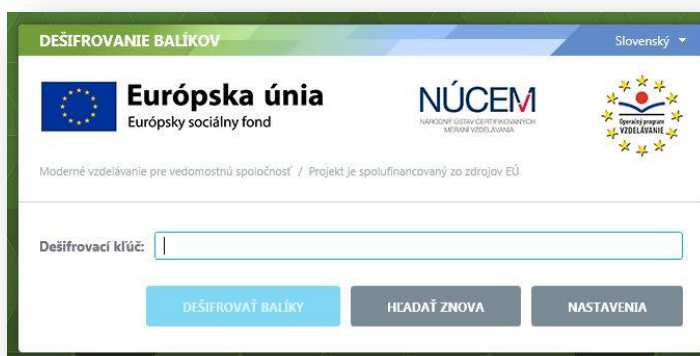 DEŠIFROVANIE BALÍKOV
Slovenský
Európska únia
Európsky sociálny fond
NÚCEM
NÁRODNÝ ÚSTAV CERTIFIKOVANÝCH
MERANÍ VZDELÁVANIA
Operačný program
VZDELÁVANIE
Moderné vzdelávanie pre vedomostnú spoločnosť / Projekt je spolufinancovaný zo zdrojov EÚ
Dešifrovací kľúč:
DEŠIFROVAŤ BALÍKY
HĽADAŤ ZNOVA
NASTAVENIA